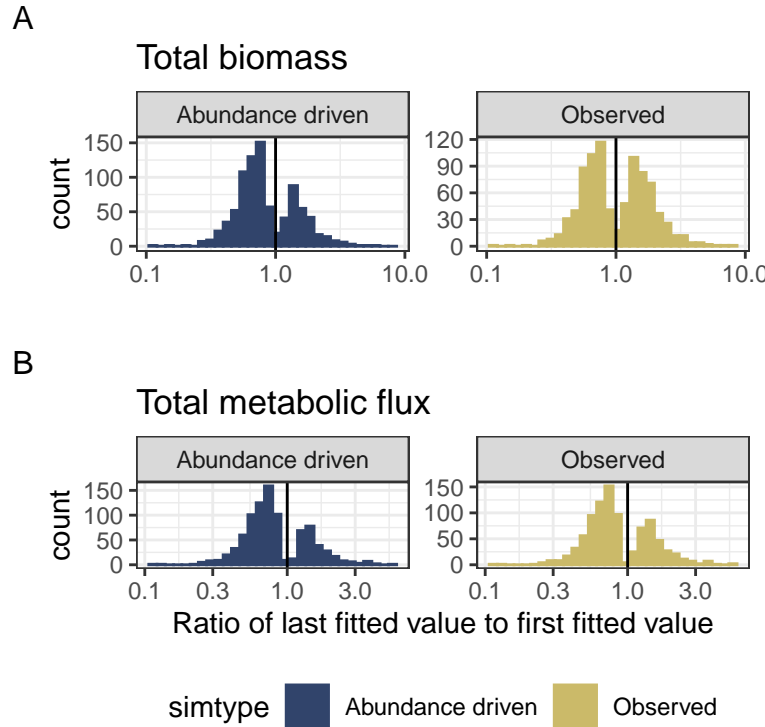 A
Total biomass
Abundance driven Observed
count
150
100
50
0
120
90
60
30
0
0.1 1.0 10.0 0.1 1.0 10.0
B
Total metabolic flux
Abundance driven Observed
count
150
100
50
0
150
100
50
0
0.1 0.3 1.0 3.0 0.1 0.3 1.0 3.0
Ratio of last fitted value to first fitted value
simtype Abundance driven Observed